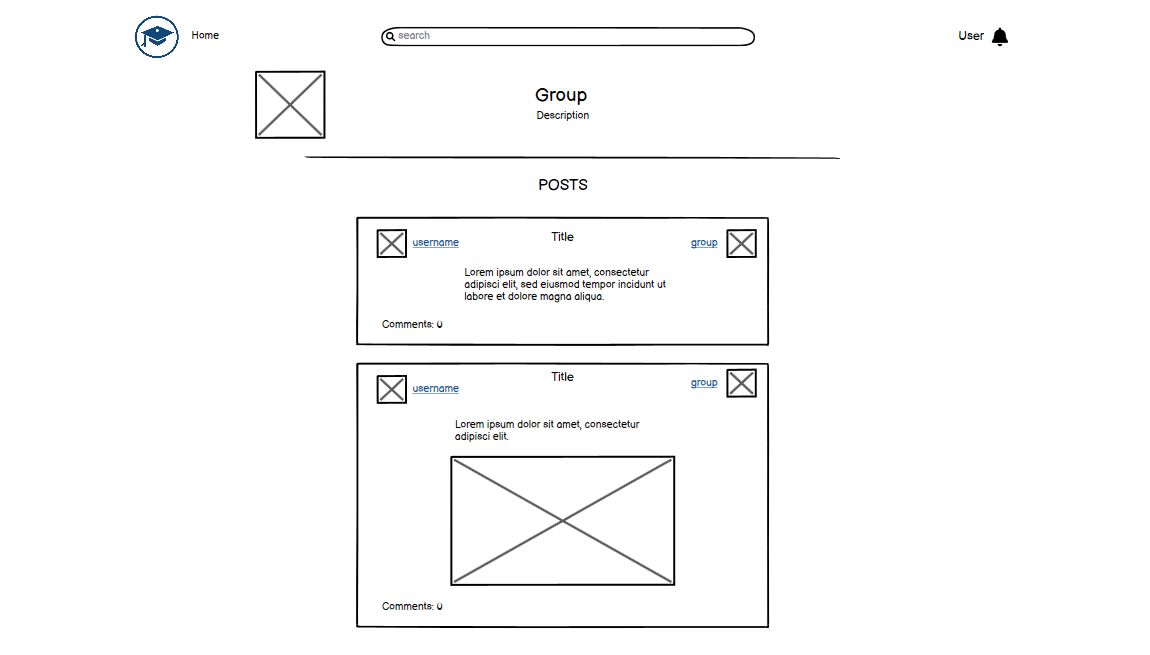 Home
search
User
Group
Description
POSTS
username
Title
group
Lorem ipsum dolor sit amet, consectetur
adipisci elit, sed eiusmod tempor incidunt ut
labore et dolore magna aliqua.
Comments: 0
username
Title
group
Lorem ipsum dolor sit amet, consectetur
adipisci elit.
Comments: 0